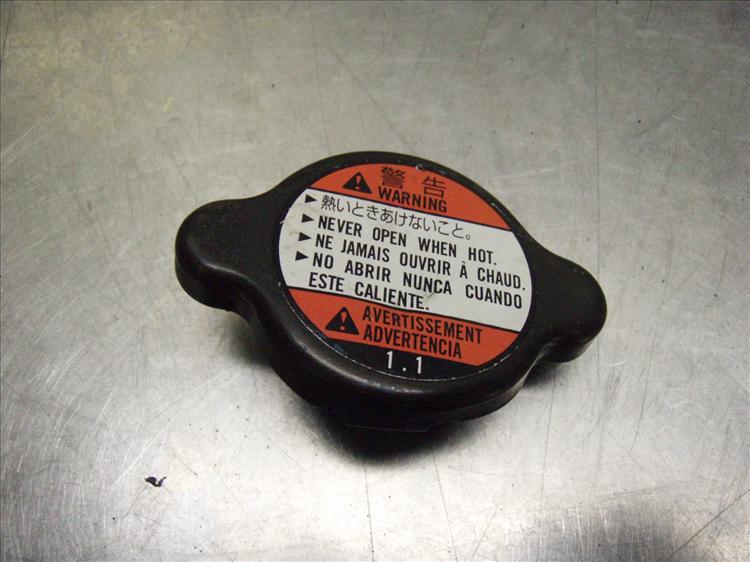 警告
WARNING
▶熱いときあけないこと。
▶NEVER OPEN WHEN HOT.
▶NE JAMAIS OUVRIR À CHAUD.
▶NO ABRIR NUNCA CUANDO
ESTE CALIENTE.
AVERTISSEMENT
ADVERTENCIA
1.1